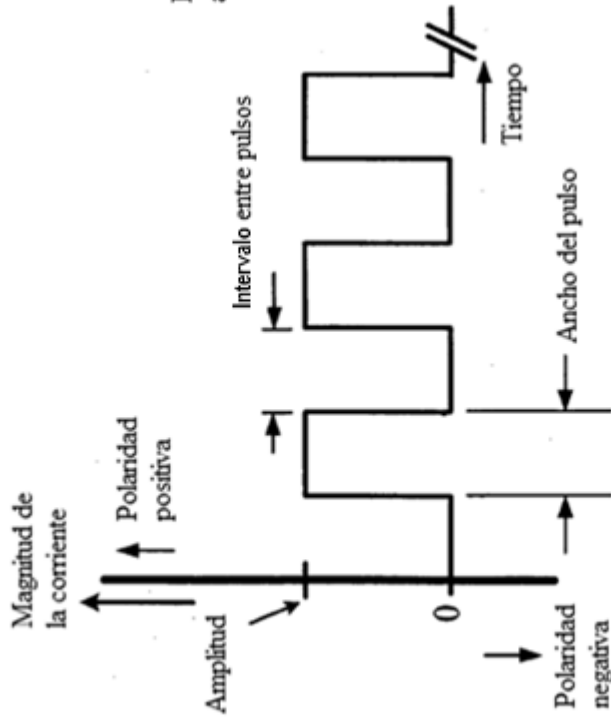 Magnitud de
la corriente
Polaridad
positiva
Amplitud
0
Polaridad
negativa
Intervalo entre pulsos
Ancho del pulso
Tiempo